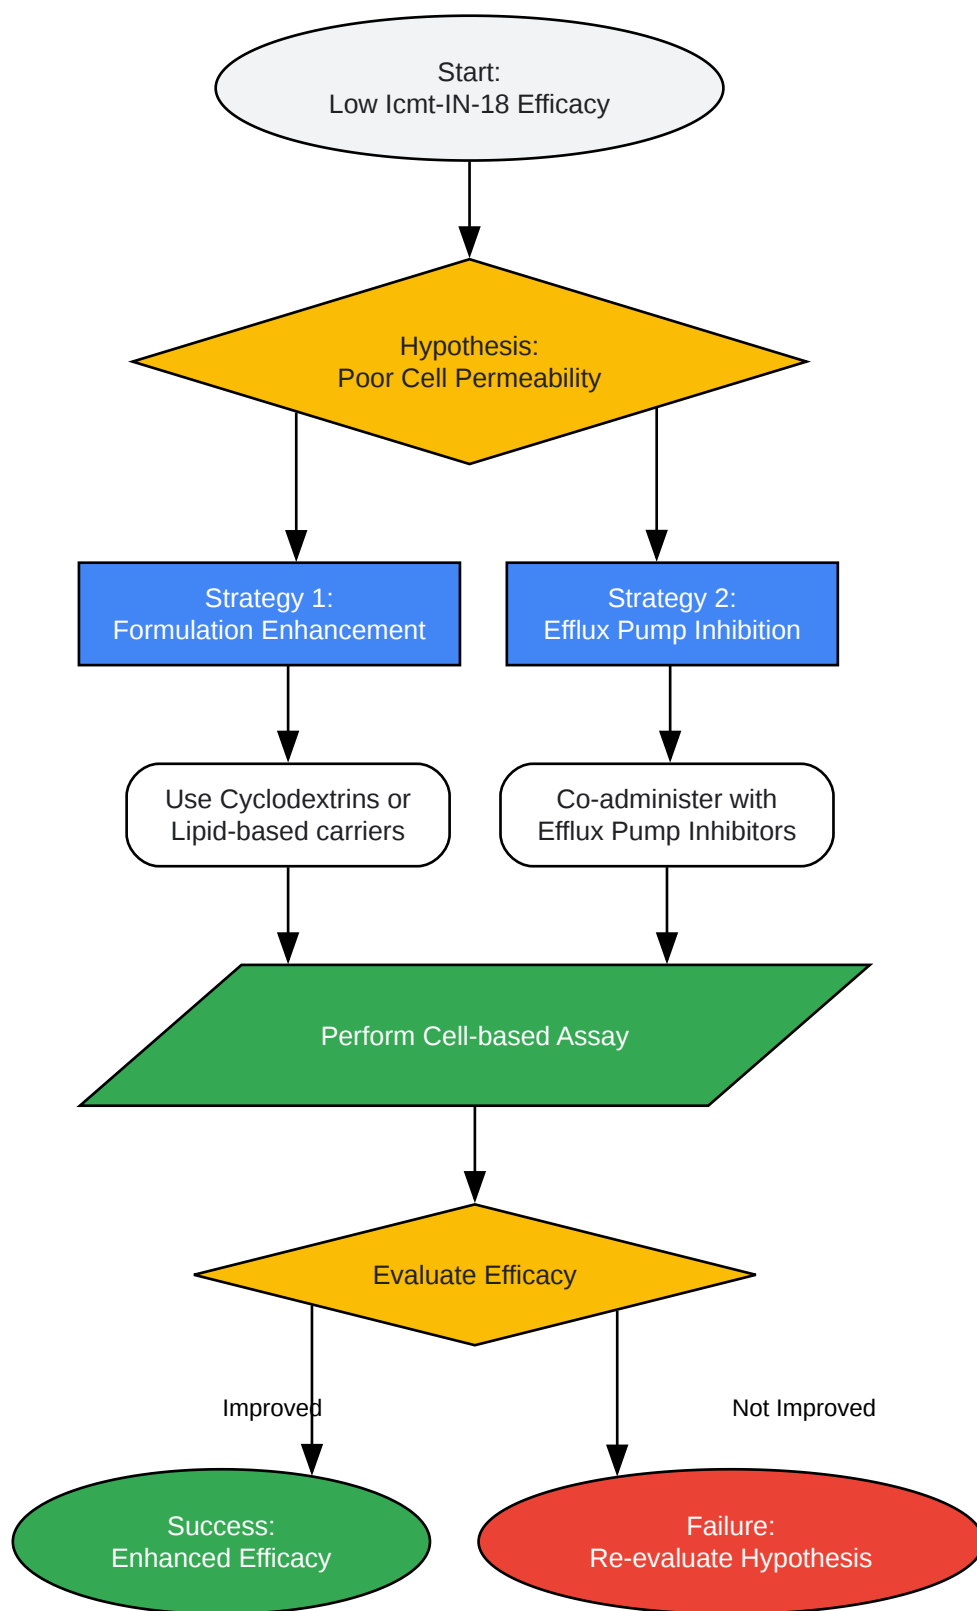 Start:
Low Icmt-IN-18 Efficacy
Hypothesis:
Poor Cell Permeability
Strategy 1:
Formulation Enhancement
Strategy 2:
Efflux Pump Inhibition
Use Cyclodextrins or
Lipid-based carriers
Co-administer with
Efflux Pump Inhibitors
Perform Cell-based Assay
Evaluate Efficacy
Improved
Not Improved
Success:
Enhanced Efficacy
Failure:
Re-evaluate Hypothesis